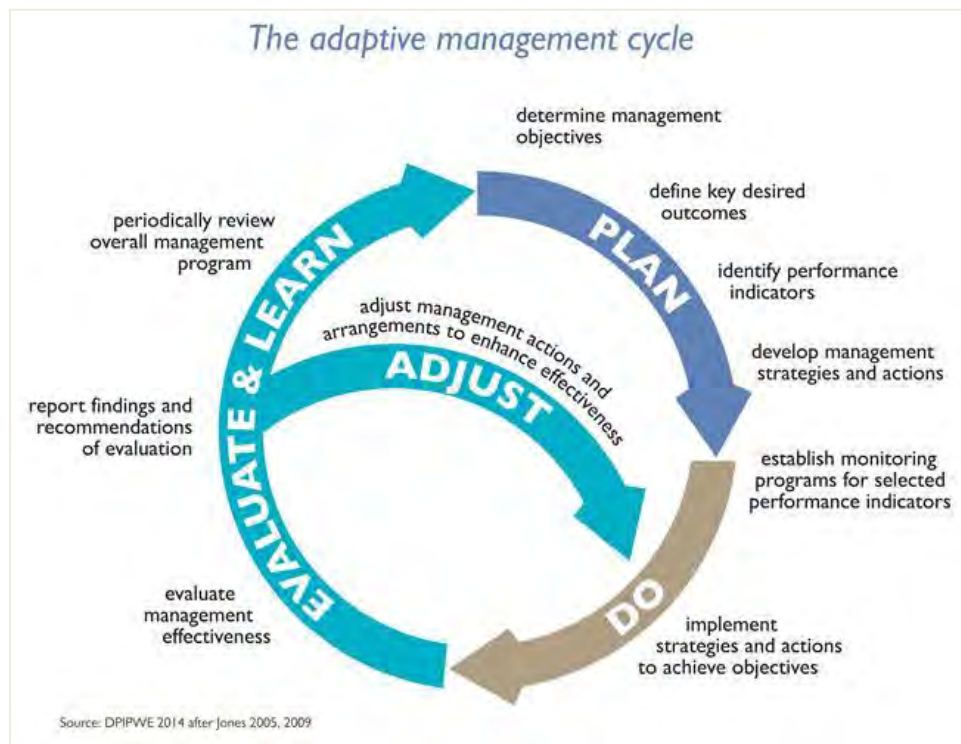 The adaptive management cycle
determine management
objectives
define key desired
outcomes
PLAN
identify performance
indicators
develop management
strategies and actions
establish monitoring
programs for selected
performance indicators
DO
implement
strategies and actions
to achieve objectives
EVALUATE & LEARN
evaluate
management
effectiveness
report findings and
recommendations
of evaluation
periodically review
overall management
program
adjust management actions and
arrangements to enhance effectiveness
ADJUST
Source: DPIPWE 2014 after Jones 2005, 2009